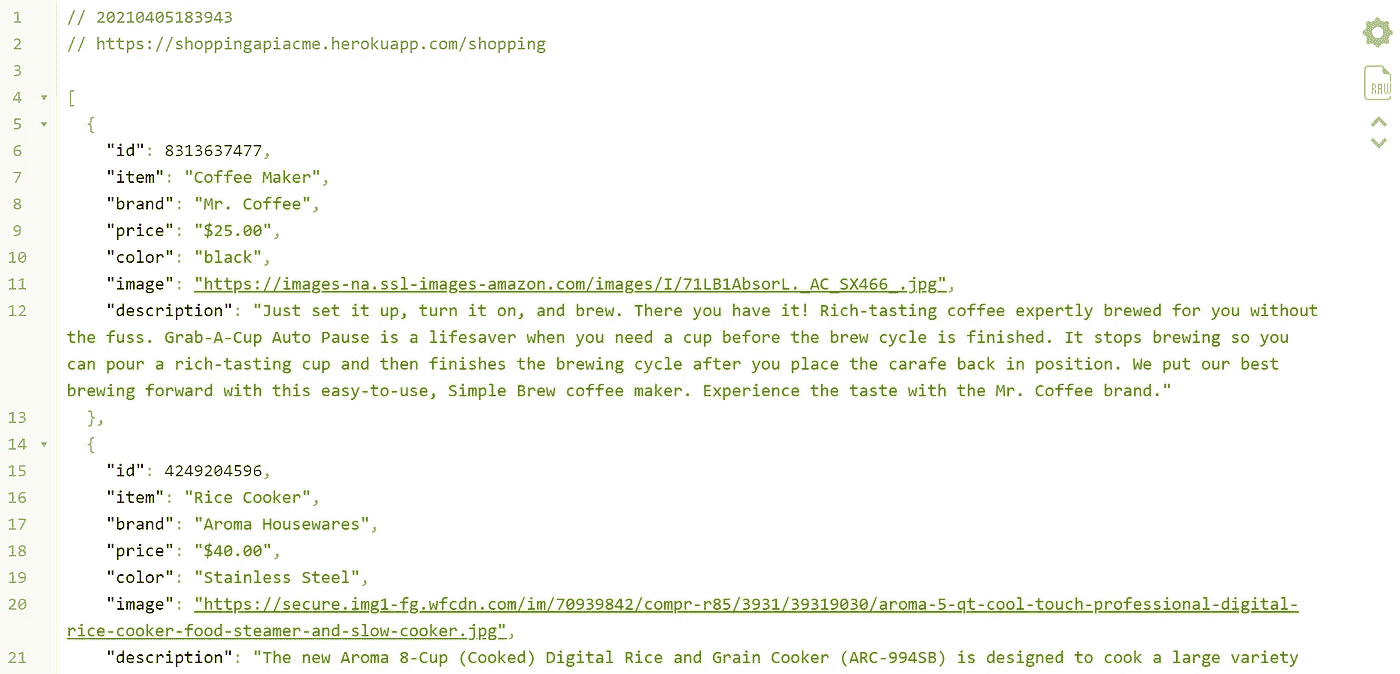 1 // 20210405183943
2 // https://shoppingapiacme.herokuapp.com/shopping
3
4 [
5 {
6 "id": 8313637477,
7 "item": "Coffee Maker",
8 "brand": "Mr. Coffee",
9 "price": "$25.00",
10 "color": "black",
11 "image": "https://images-na.ssl-images-amazon.com/images/I/71LB1AbsorL._AC_SX466_.jpg",
12 "description": "Just set it up, turn it on, and brew. There you have it! Rich-tasting coffee expertly brewed for you without
the fuss. Grab-A-Cup Auto Pause is a lifesaver when you need a cup before the brew cycle is finished. It stops brewing so you
can pour a rich-tasting cup and then finishes the brewing cycle after you place the carafe back in position. We put our best
brewing forward with this easy-to-use, Simple Brew coffee maker. Experience the taste with the Mr. Coffee brand."
13 },
14 {
15 "id": 4249204596,
16 "item": "Rice Cooker",
17 "brand": "Aroma Housewares",
18 "price": "$40.00",
19 "color": "Stainless Steel",
20 "image": "https://secure.img1-fg.wfcdn.com/im/70939842/compr-r85/3931/39319030/aroma-5-qt-cool-touch-professional-digital-
rice-cooker-food-steamer-and-slow-cooker.jpg",
21 "description": "The new Aroma 8-Cup (Cooked) Digital Rice and Grain Cooker (ARC-994SB) is designed to cook a large variety
RAW